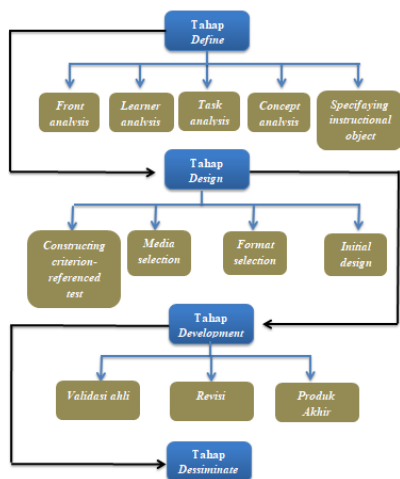 Tahap
Define
Front
analysis
Learner
analysis
Task
analysis
Concept
analysis
Specifaying
instructional
object
Tahap
Design
Constructing
criterion-
referenced
test
Media
selection
Format
selection
Initial
design
Tahap
Development
Validasi ahli
Revisi
Produk
Akhir
Tahap
Dessiminate